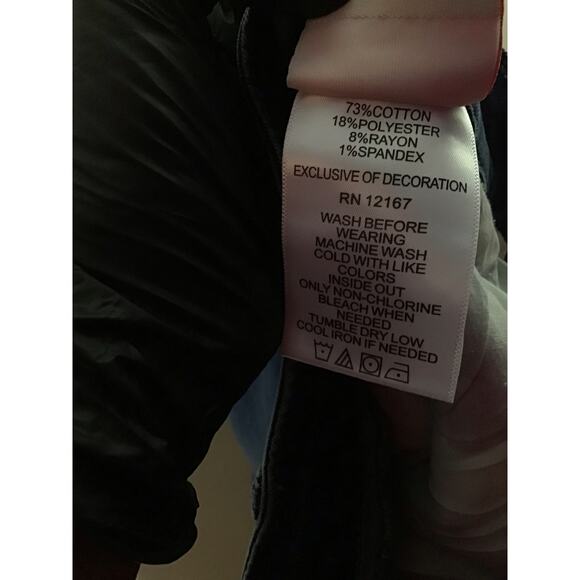 73%COTTON
18%POLYESTER
8%RAYON
1%SPANDEX
EXCLUSIVE OF DECORATION
RN 12167
WASH BEFORE
WEARING
MACHINE WASH
COLD WITH LIKE
COLORS
INSIDE OUT
ONLY NON-CHLORINE
BLEACH WHEN
NEEDED
TUMBLE DRY LOW
COOL IRON IF NEEDED